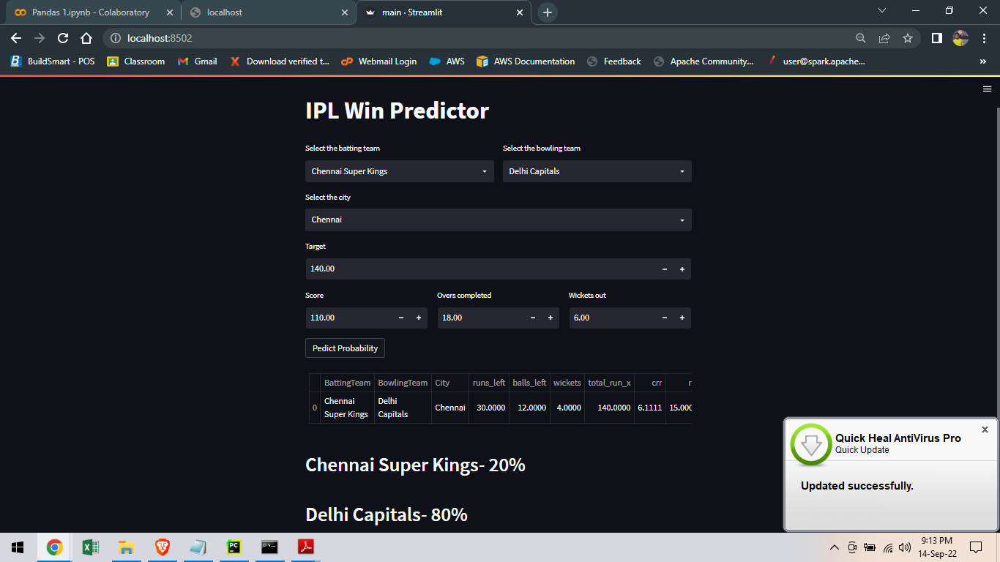 Pandas 1.ipynb - Colaboratory
localhost
main · Streamlit
localhost:8502
BuildSmart - POS
Classroom
Gmail
Download verified t...
Webmail Login
AWS
AWS Documentation
Feedback
Apache Community...
user@spark.apache...
IPL Win Predictor
Select the batting team
Select the bowling team
Chennai Super Kings
Delhi Capitals
Select the city
Chennai
Target
140.00
Score
Overs completed
Wickets out
110.00
18.00
6.00
Pedict Probability
BattingTeam BowlingTeam City runs_left balls_left wickets total_run_x crr r
0 Chennai Super Kings Delhi Capitals Chennai 30.0000 12.0000 4.0000 140.0000 6.1111 15.000
Chennai Super Kings- 20%
Delhi Capitals- 80%
Quick Heal AntiVirus Pro
Quick Update
Updated successfully.
9:13 PM
14-Sep-22